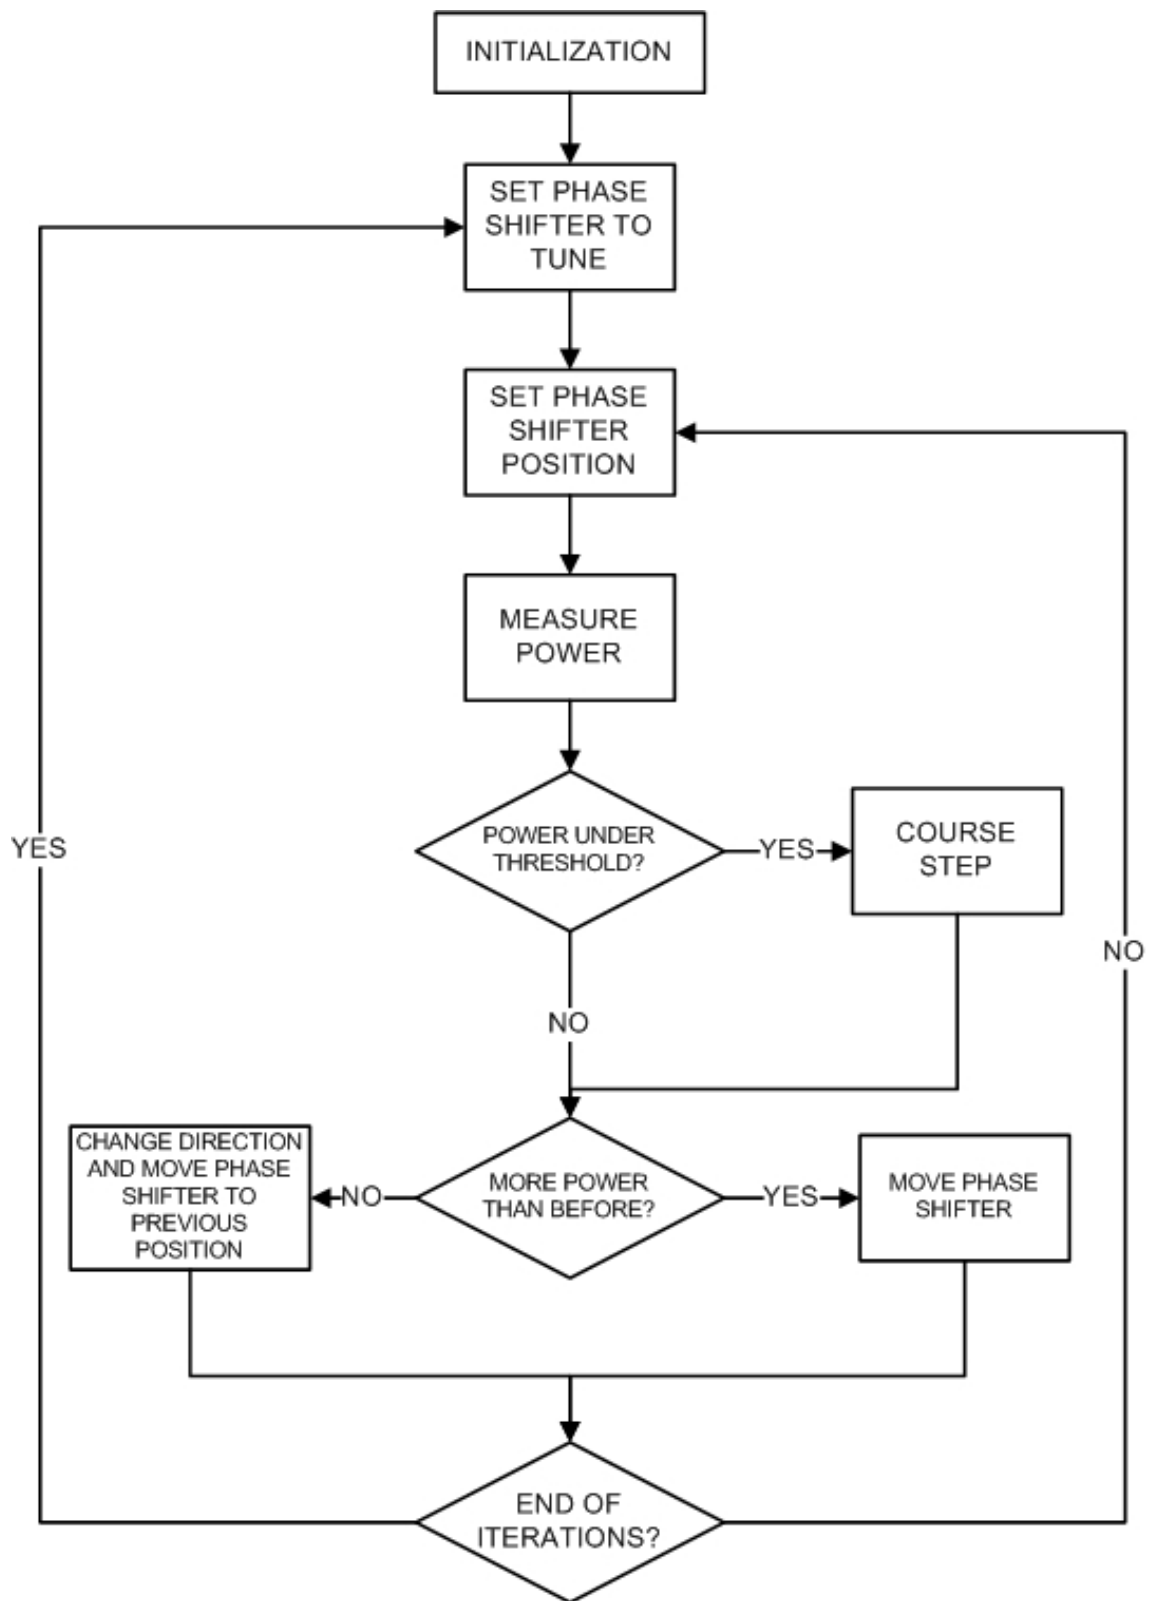 INITIALIZATION
SET PHASE
SHIFTER TO
TUNE
SET PHASE
SHIFTER
POSITION
MEASURE
POWER
POWER UNDER
THRESHOLD?
YES
COURSE
STEP
YES
NO
NO
CHANGE DIRECTION
AND MOVE PHASE
SHIFTER TO
PREVIOUS
POSITION
NO
MORE POWER
THAN BEFORE?
YES
MOVE PHASE
SHIFTER
END OF
ITERATIONS?